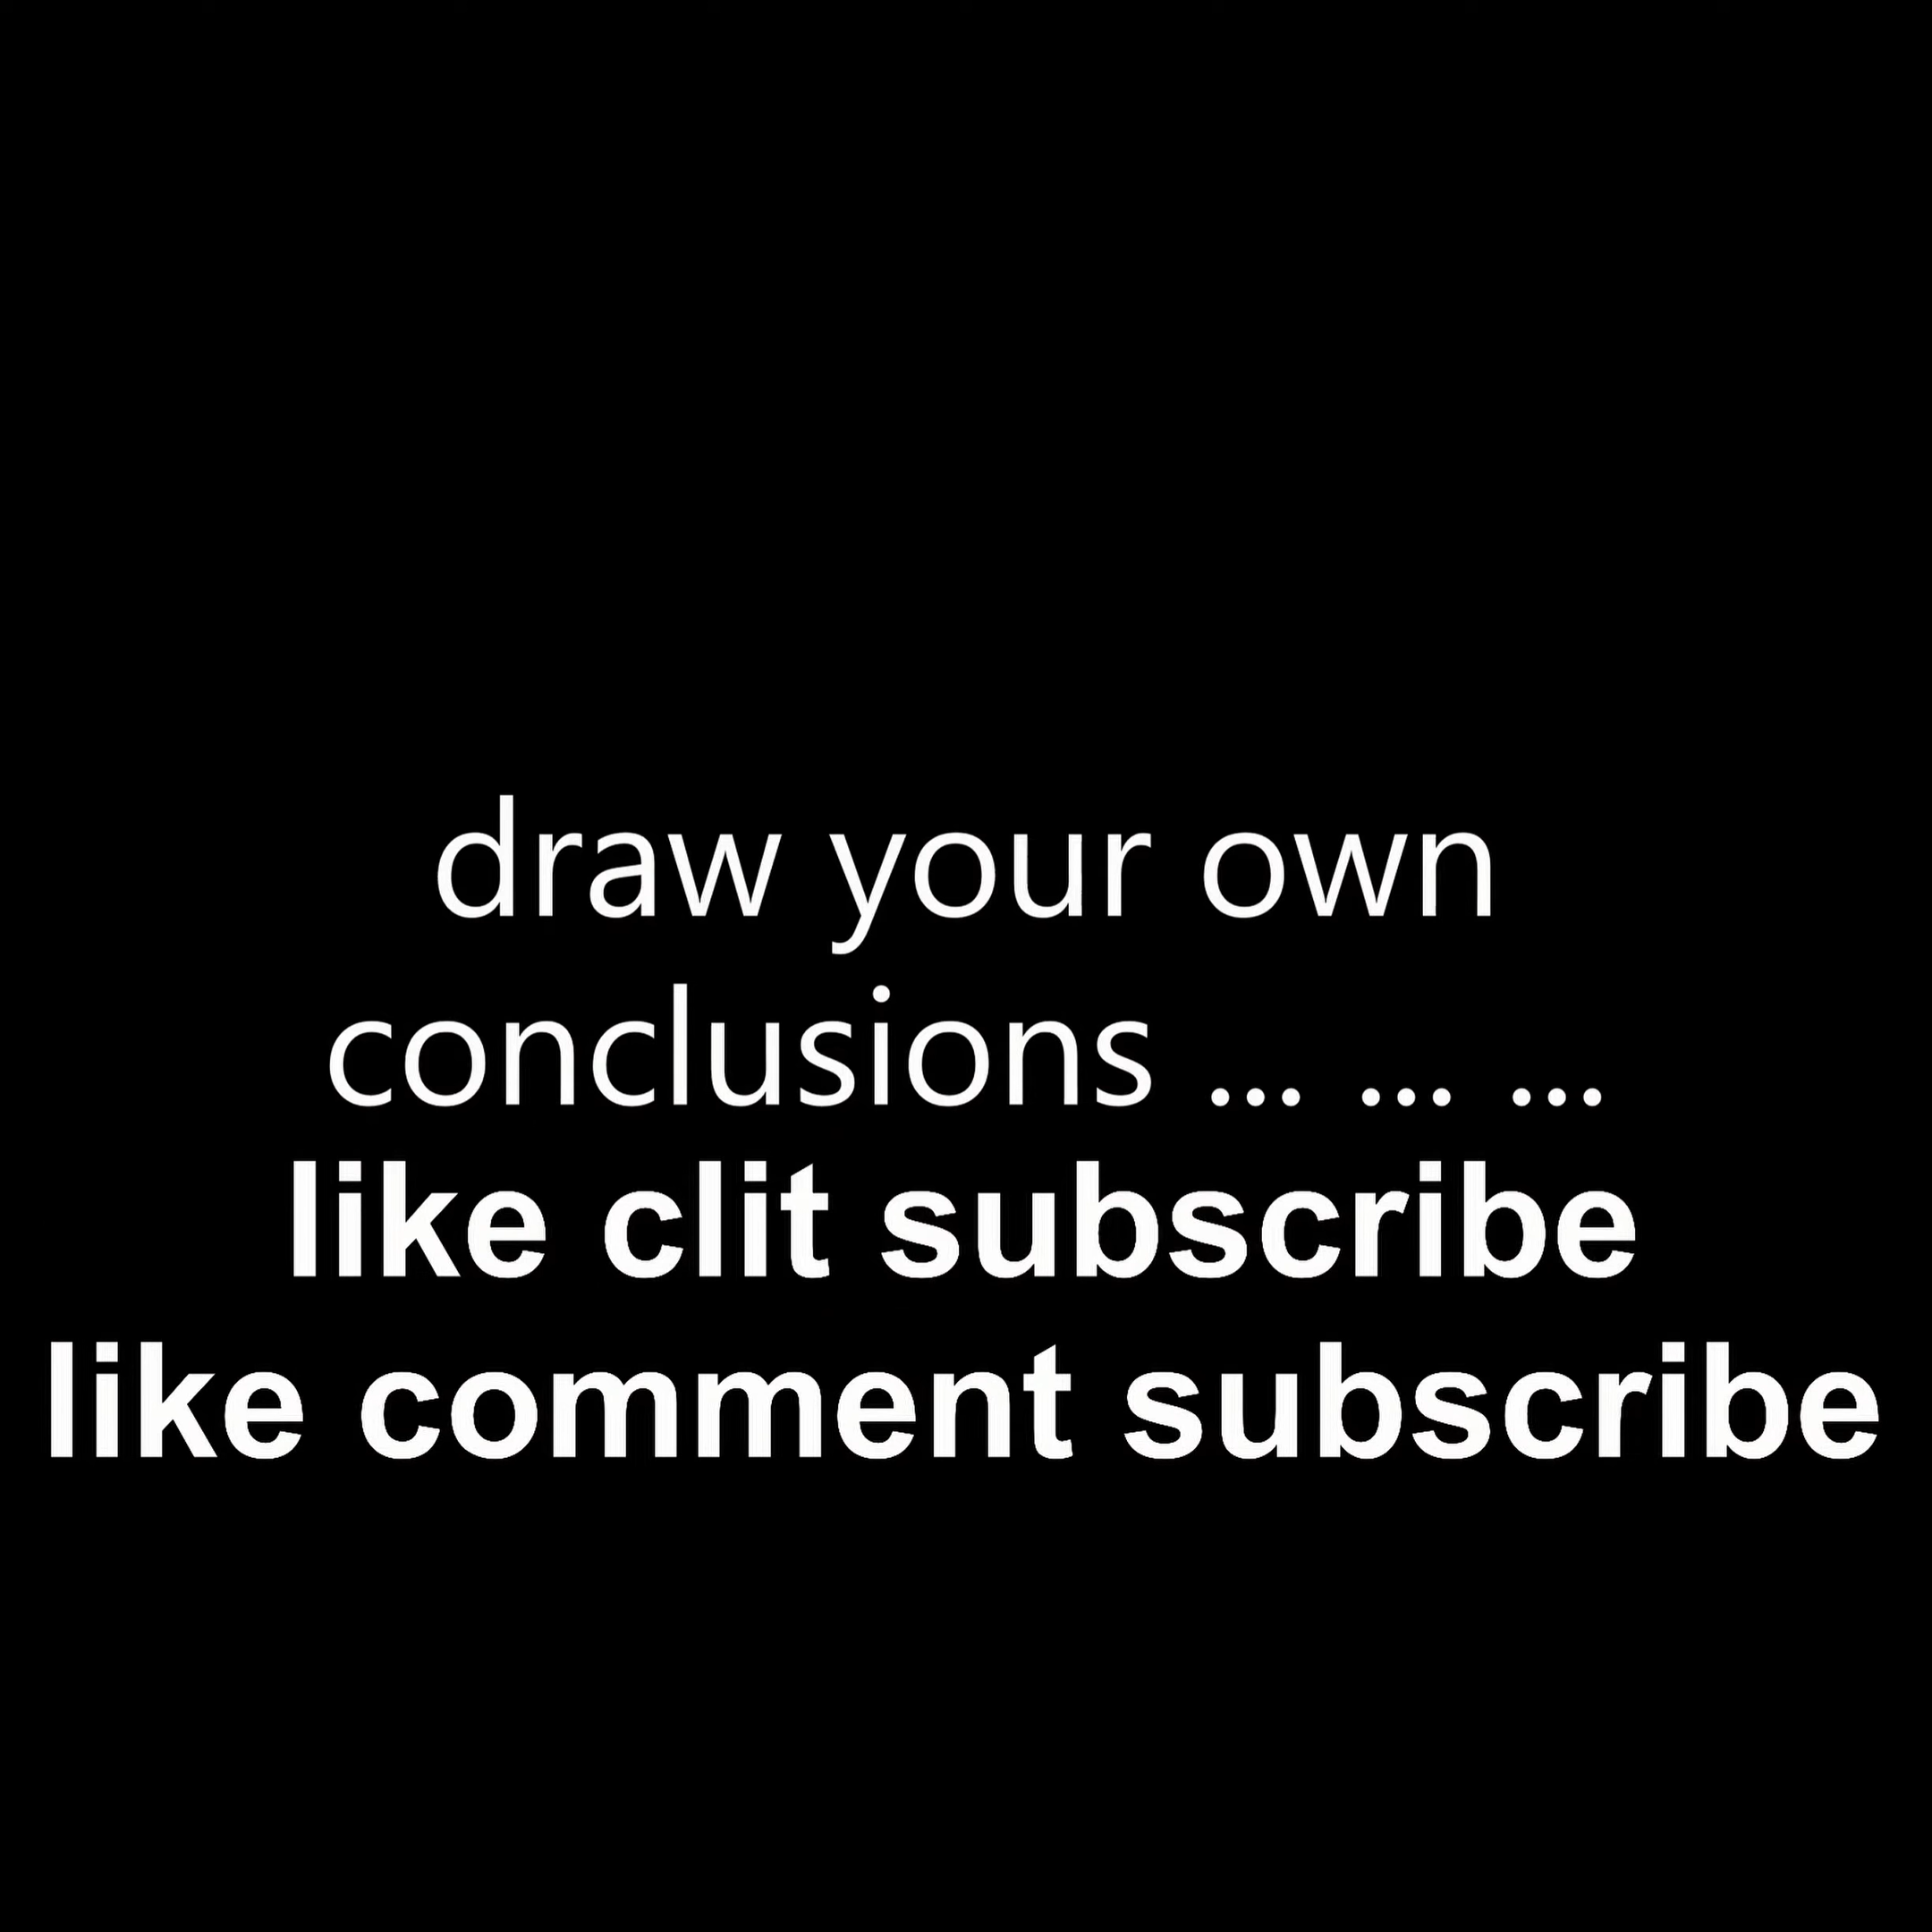 draw your own
conclusions ... ... ...
like clit subscribe
like comment subscribe